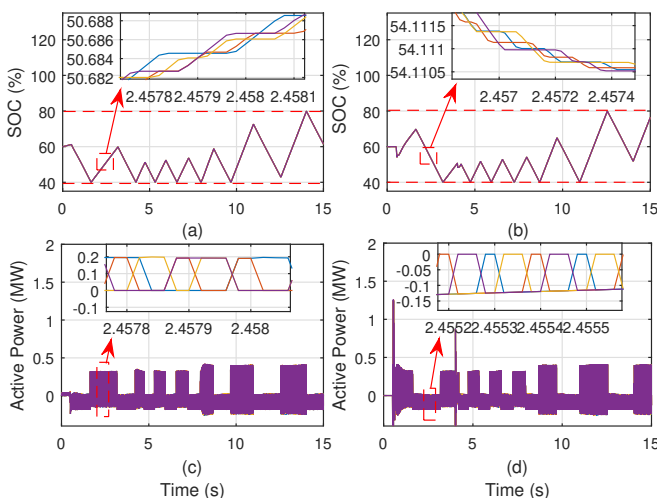 50.688
50.686
50.684
50.682
2.4578 2.4579 2.458 2.4581
120
100
80
60
40
SOC (%)
0 5 10 15
(a)
54.1115
54.111
54.1105
2.457 2.4572 2.4574
120
100
80
60
40
SOC (%)
0 5 10 15
(b)
2
1.5
1
0.5
0
Active Power (MW)
0.2
0.1
0
-0.1
2.4578 2.4579 2.458
0 5 10 15
(c)
Time (s)
2
1.5
1
0.5
0
Active Power (MW)
0
-0.05
-0.1
-0.15
2.4552 2.4553 2.4554 2.4555
0 5 10 15
(d)
Time (s)